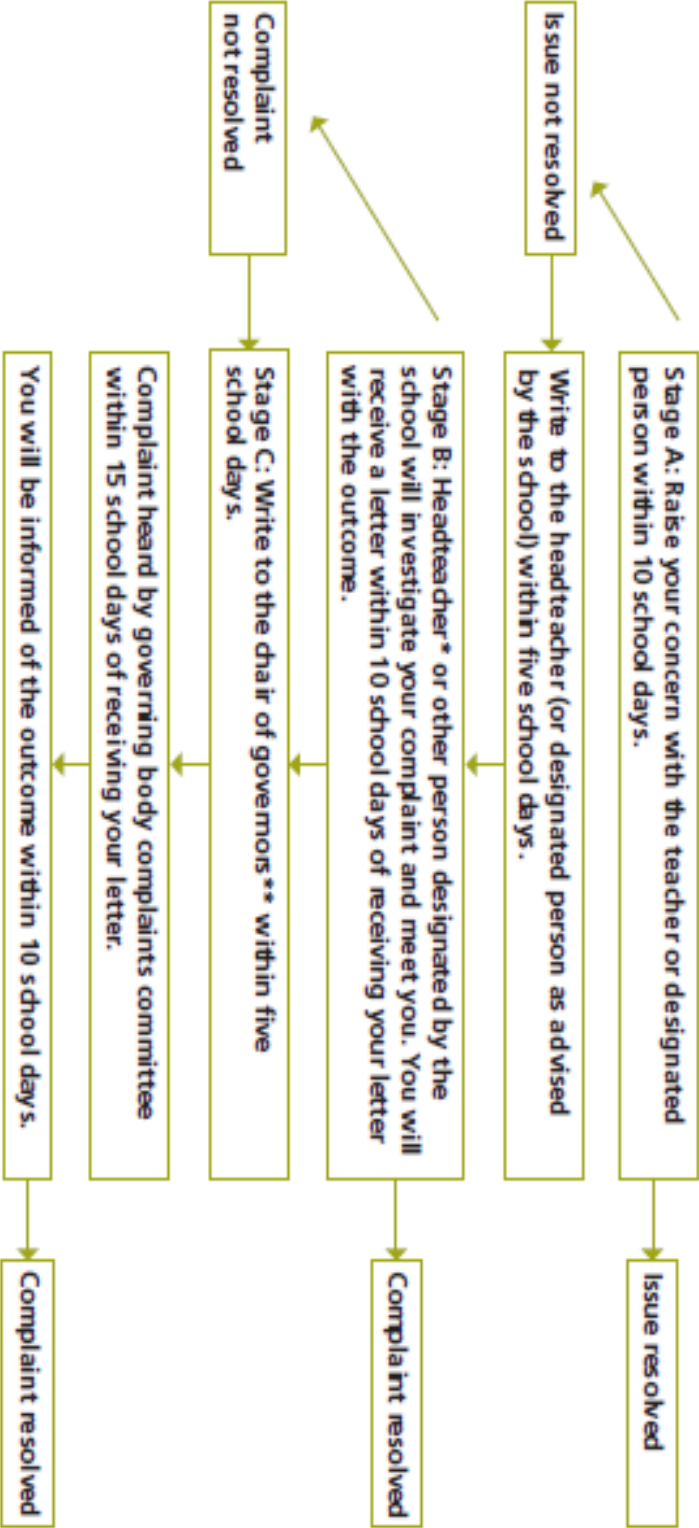 Stage A: Raise your concern with the teacher or designated
person within 10 school days.
Issue resolved
Issue not resolved
Write to the headteacher (or designated person as advised
by the school) within five school days.
Stage B: Headteacher* or other person designated by the
school will investigate your complaint and meet you. You will
receive a letter within 10 school days of receiving your letter
with the outcome.
Complaint resolved
Complaint
not resolved
Stage C: Write to the chair of governors** within five
school days.
Complaint heard by governing body complaints committee
within 15 school days of receiving your letter.
You will be informed of the outcome within 10 school days.
Complaint resolved